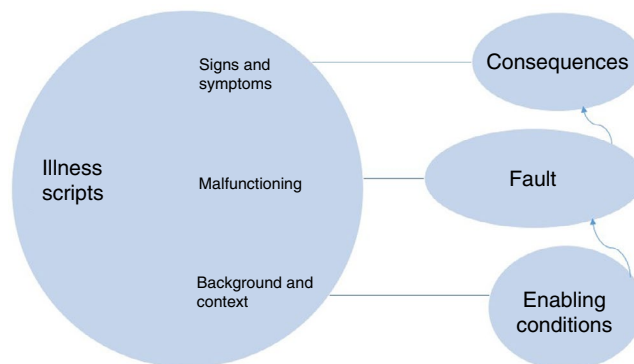 Signs and
symptoms
Consequences
Illness
scripts
Malfunctioning
Fault
Background and
context
Enabling
conditions